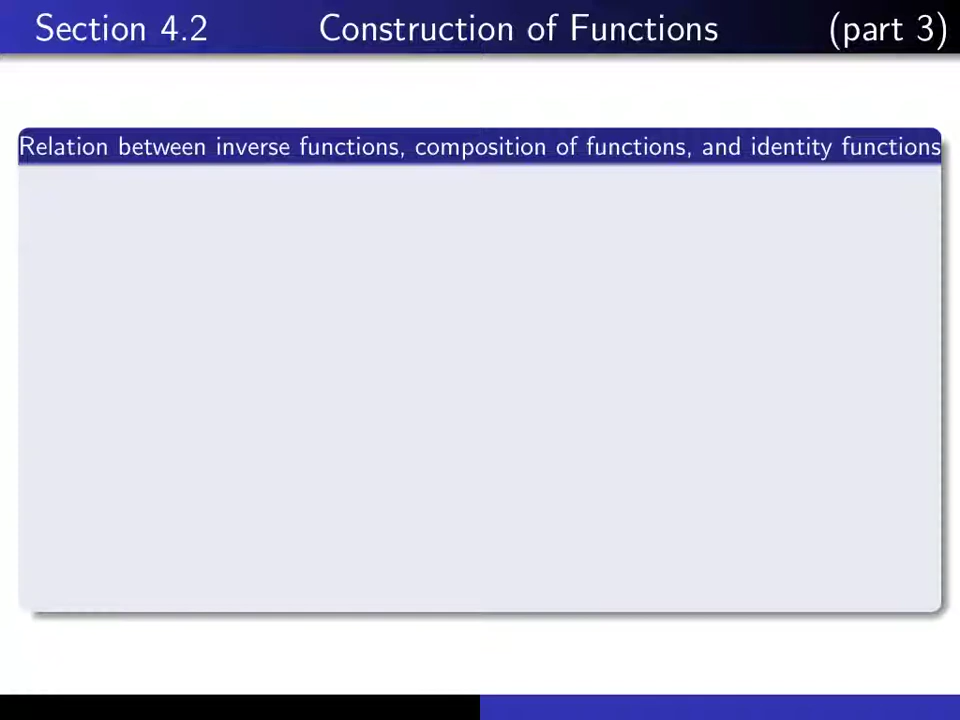 Section 4.2 Construction of Functions (part 3)
Relation between inverse functions, composition of functions, and identity functions